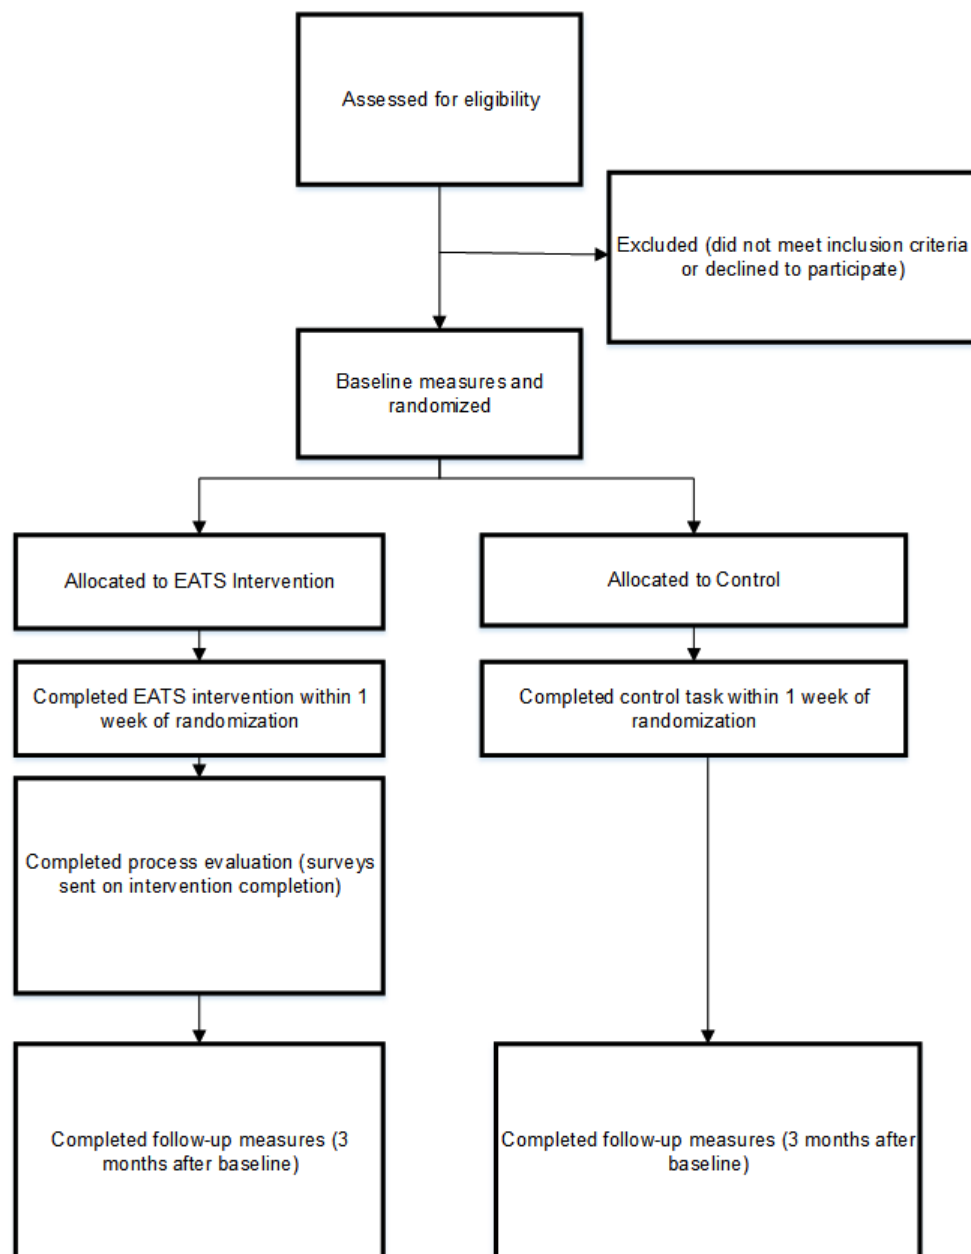 Assessed for eligibility
Excluded (did not meet inclusion criteria
or declined to participate)
Baseline measures and
randomized
Allocated to EATS Intervention
Allocated to Control
Completed EATS intervention within 1
week of randomization
Completed control task within 1 week of
randomization
Completed process evaluation (surveys
sent on intervention completion)
Completed follow-up measures (3
months after baseline)
Completed follow-up measures (3 months after
baseline)